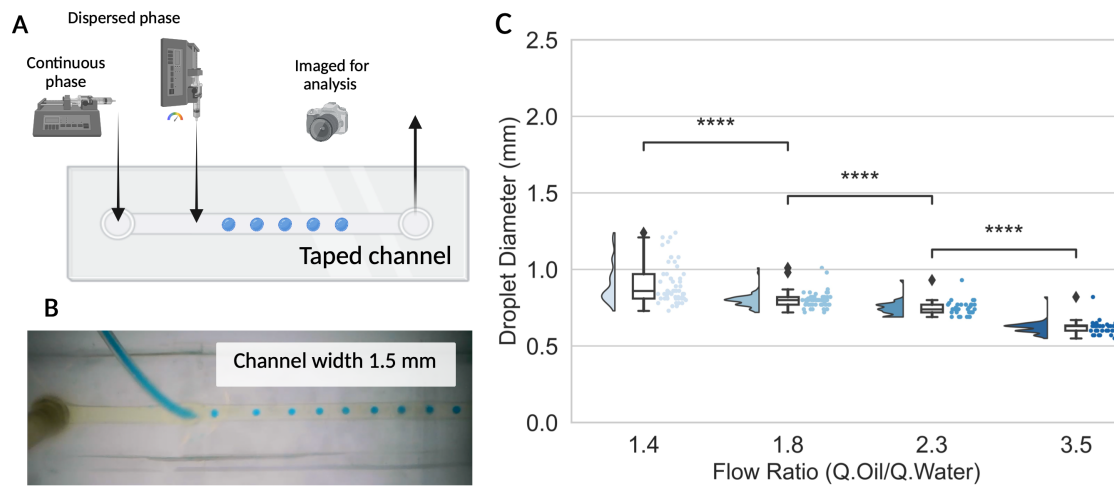 A
Dispersed phase
Continuous
phase
Imaged for
analysis
Taped channel
B
Channel width 1.5 mm
C
Droplet Diameter (mm)
2.5
2.0
1.5
1.0
0.5
0.0
****
****
****
1.4
1.8
2.3
3.5
Flow Ratio (Q.Oil/Q.Water)